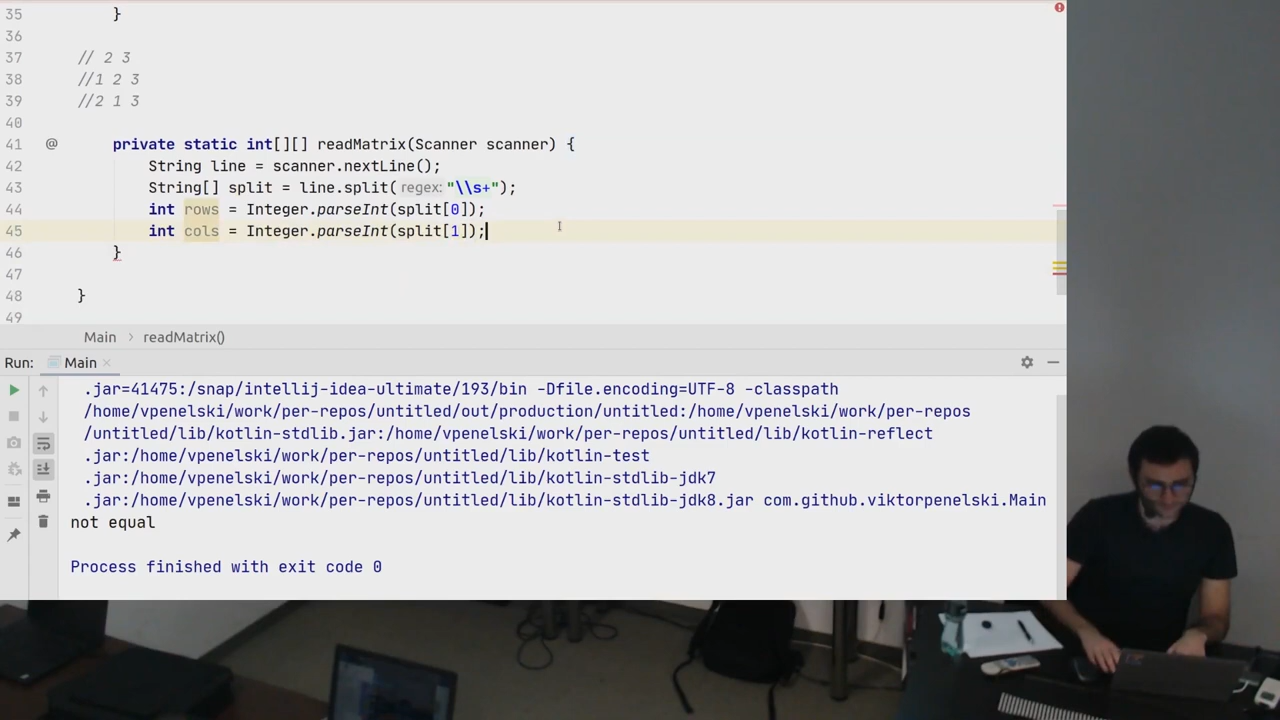 35 }
36
37 // 2 3
38 //1 2 3
39 //2 1 3
40
41 @ private static int[][] readMatrix(Scanner scanner) {
42 String line = scanner.nextLine();
43 String[] split = line.split( regex: "\\s+");
44 int rows = Integer.parseInt(split[0]);
45 int cols = Integer.parseInt(split[1]);
46 }
47
48 }
49
Main › readMatrix()
Run: Main ×
.jar=41475:/snap/intellij-idea-ultimate/193/bin -Dfile.encoding=UTF-8 -classpath
/home/vpenelski/work/per-repos/untitled/out/production/untitled:/home/vpenelski/work/per-repos
/untitled/lib/kotlin-stdlib.jar:/home/vpenelski/work/per-repos/untitled/lib/kotlin-reflect
.jar:/home/vpenelski/work/per-repos/untitled/lib/kotlin-test
.jar:/home/vpenelski/work/per-repos/untitled/lib/kotlin-stdlib-jdk7
.jar:/home/vpenelski/work/per-repos/untitled/lib/kotlin-stdlib-jdk8.jar com.github.viktorpenelski.Main
not equal
Process finished with exit code 0